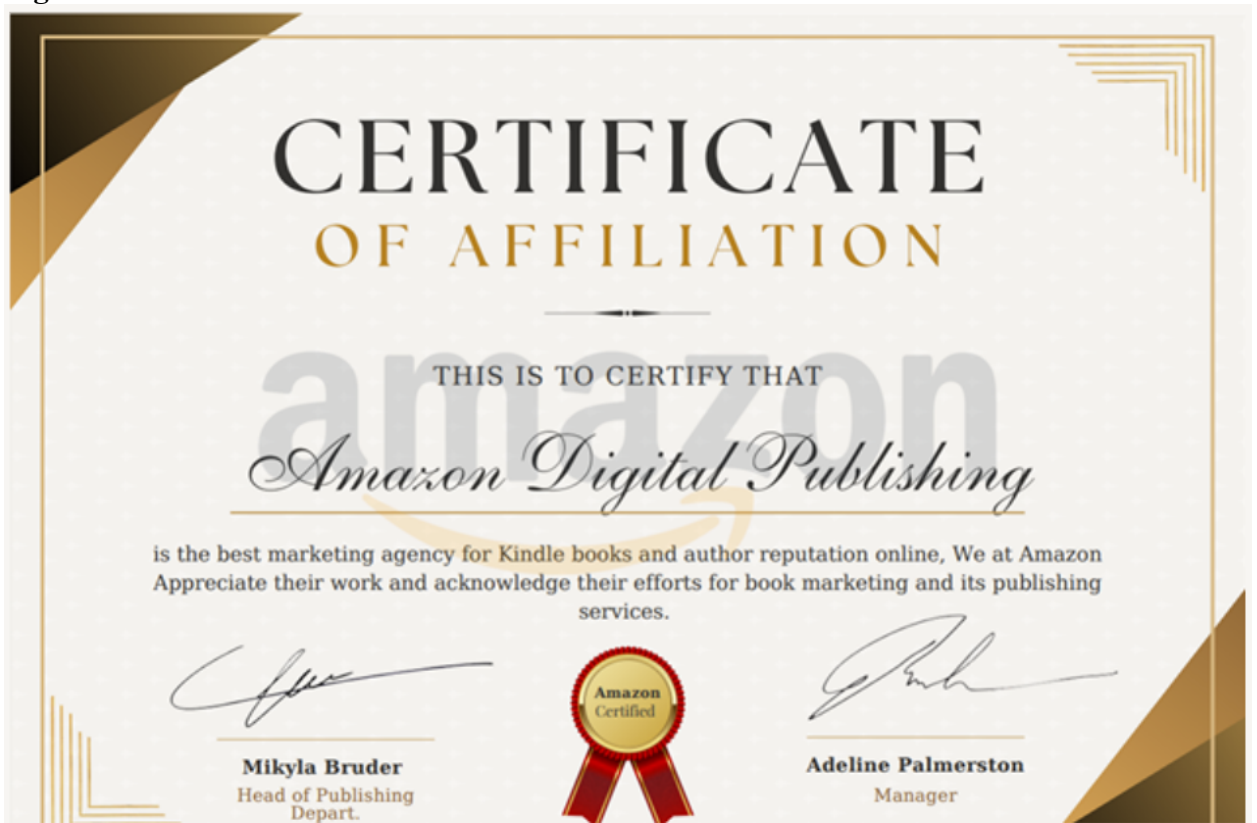 CERTIFICATE
OF AFFILIATION
amazon
THIS IS TO CERTIFY THAT
Amazon Digital Publishing
is the best marketing agency for Kindle books and author reputation online, We at Amazon
Appreciate their work and acknowledge their efforts for book marketing and its publishing
services.
Amazon
Certified
Mikyla Bruder
Head of Publishing
Depart.
Adeline Palmerston
Manager